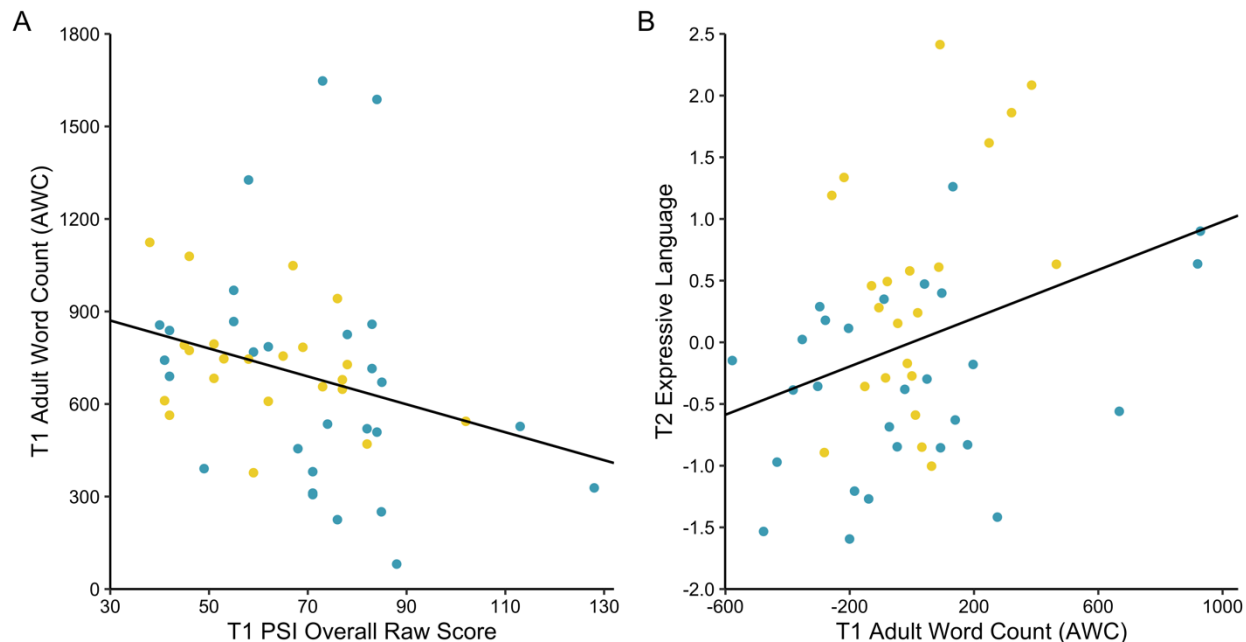 A
T1 Adult Word Count (AWC)
1800
1500
1200
900
600
300
0
30 50 70 90 110 130
T1 PSI Overall Raw Score
B
T2 Expressive Language
2.5
2.0
1.5
1.0
0.5
0.0
-0.5
-1.0
-1.5
-2.0
-600 -200 200 600 1000
T1 Adult Word Count (AWC)